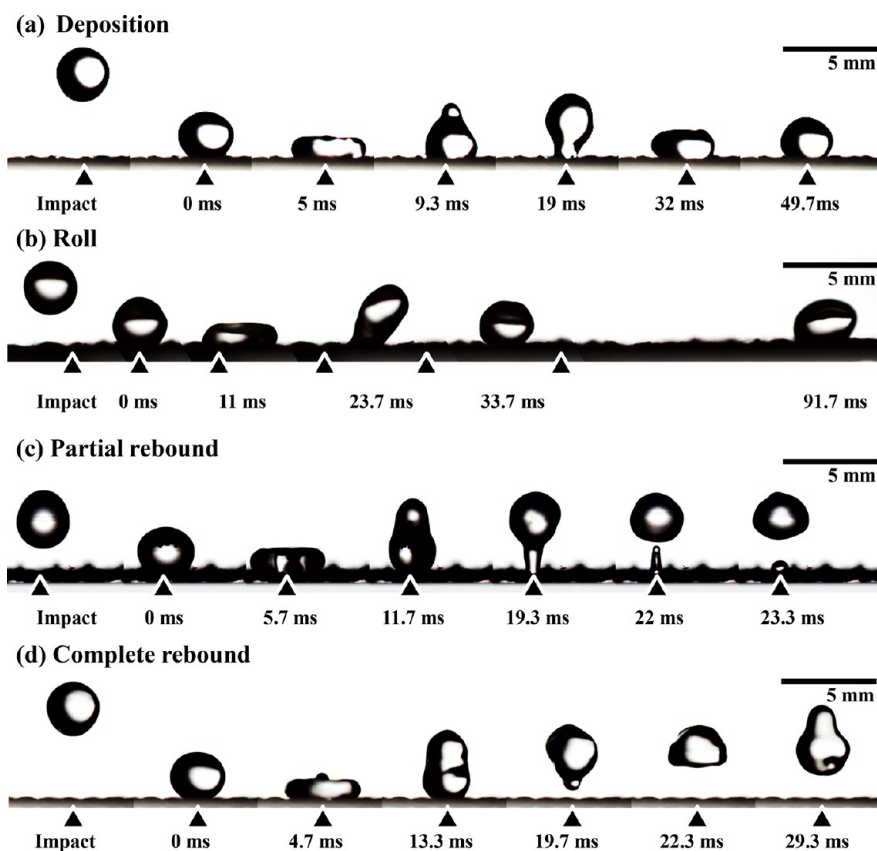 (a) Deposition
5 mm
Impact 0 ms 5 ms 9.3 ms 19 ms 32 ms 49.7ms
(b) Roll
5 mm
Impact 0 ms 11 ms 23.7 ms 33.7 ms 91.7 ms
(c) Partial rebound
5 mm
Impact 0 ms 5.7 ms 11.7 ms 19.3 ms 22 ms 23.3 ms
(d) Complete rebound
5 mm
Impact 0 ms 4.7 ms 13.3 ms 19.7 ms 22.3 ms 29.3 ms